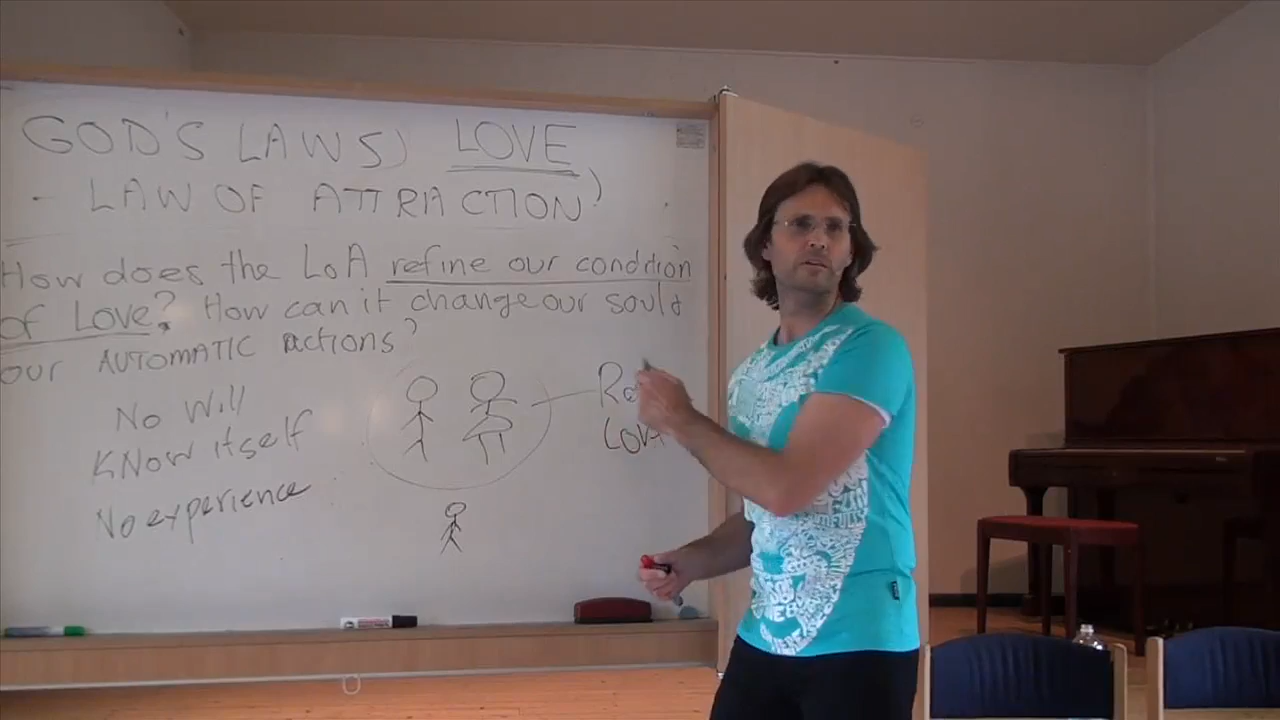 GOD'S LAWS) LOVE
- LAW OF ATTRACTION)
How does the LoA refine our condition
of Love? How can it change our soul &
our AUTOMATIC actions?
No Will
KNow itself
No experience